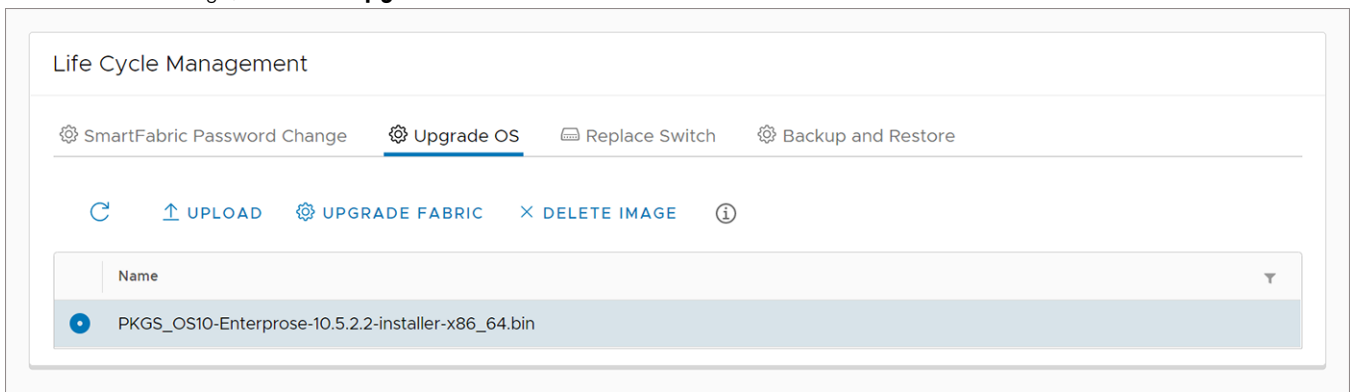 Life Cycle Management
SmartFabric Password Change Upgrade OS Replace Switch Backup and Restore
UPLOAD UPGRADE FABRIC DELETE IMAGE
Name
PKGS_OS10-Enterprose-10.5.2.2-installer-x86_64.bin